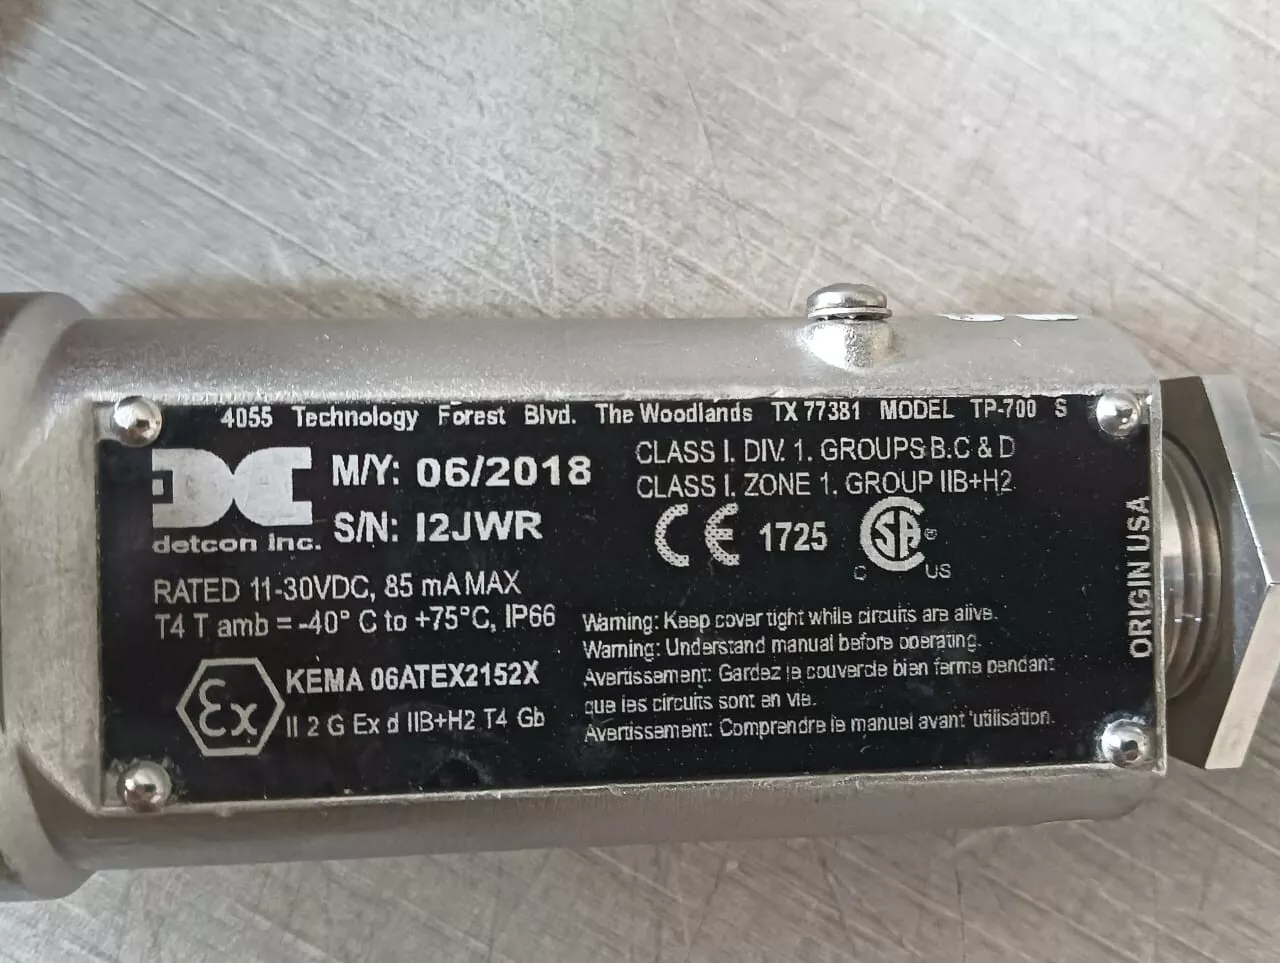 4055 Technology Forest Blvd. The Woodlands TX 77381 MODEL TP-700 S
detcon inc.
M/Y: 06/2018
S/N: I2JWR
CLASS I. DIV. 1. GROUPS B.C & D
CLASS I. ZONE 1. GROUP IIB+H2
CE 1725
CSA ®
C US
RATED 11-30VDC, 85 mA MAX
T4 T amb = -40° C to +75°C, IP66
Ex
KEMA 06ATEX2152X
II 2 G Ex d IIB+H2 T4 Gb
Warning: Keep cover tight while circuits are alive.
Warning: Understand manual before operating.
Avertissement: Gardez le couvercle bien ferme pendant
que les circuits sont en vie.
Avertissement: Comprendre le manuel avant 'utilisation.
ORIGIN USA